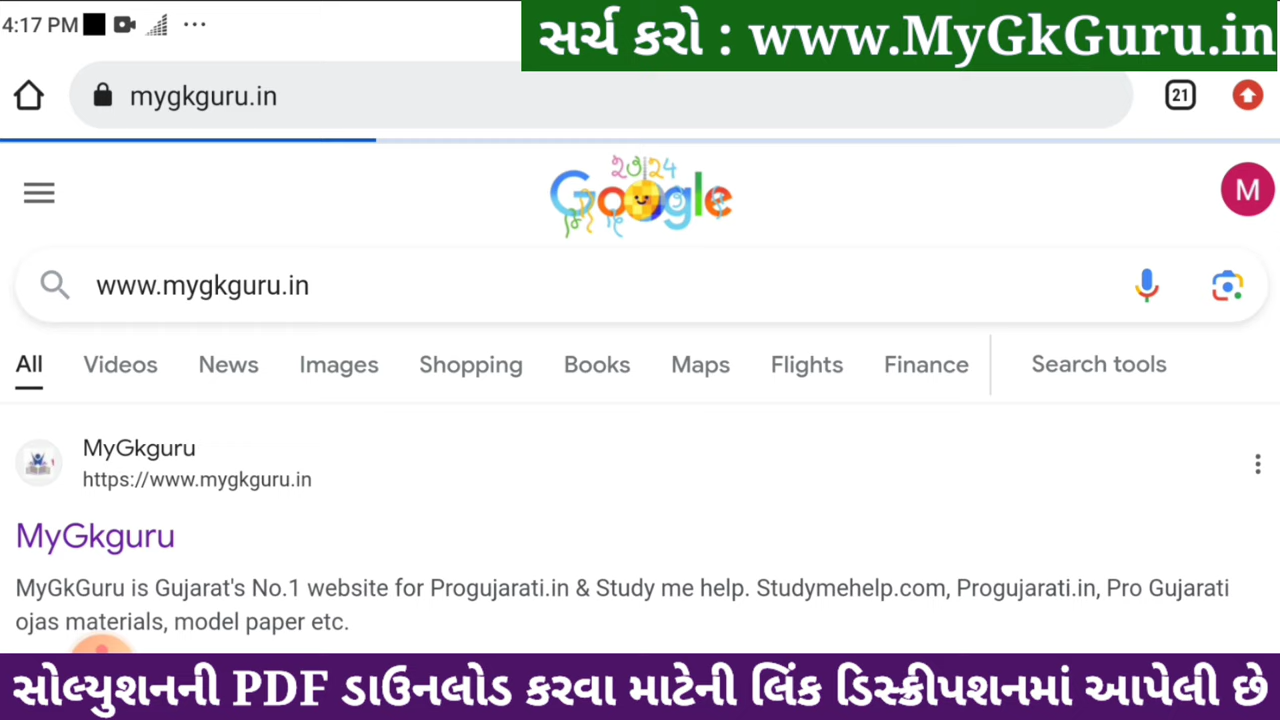 4:17 PM
સર્ચ કરો : www.MyGkGuru.in
mygkguru.in
21
Google
M
www.mygkguru.in
All Videos News Images Shopping Books Maps Flights Finance Search tools
MyGkguru
https://www.mygkguru.in
MyGkguru
MyGkGuru is Gujarat's No.1 website for Progujarati.in & Study me help. Studymehelp.com, Progujarati.in, Pro Gujarati
ojas materials, model paper etc.
સોલ્યુશનની PDF ડાઉનલોડ કરવા માટેની લિંક ડિસ્ક્રીપશનમાં આપેલી છે